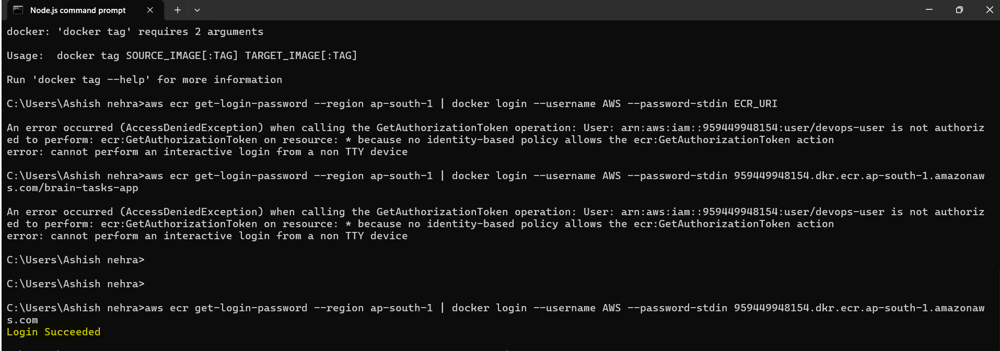 Node.js command prompt
docker: 'docker tag' requires 2 arguments
Usage:  docker tag SOURCE_IMAGE[:TAG] TARGET_IMAGE[:TAG]
Run 'docker tag --help' for more information
C:\Users\Ashish nehra>aws ecr get-login-password --region ap-south-1 | docker login --username AWS --password-stdin ECR_URI
An error occurred (AccessDeniedException) when calling the GetAuthorizationToken operation: User: arn:aws:iam::959449948154:user/devops-user is not authoriz
ed to perform: ecr:GetAuthorizationToken on resource: * because no identity-based policy allows the ecr:GetAuthorizationToken action
error: cannot perform an interactive login from a non TTY device
C:\Users\Ashish nehra>aws ecr get-login-password --region ap-south-1 | docker login --username AWS --password-stdin 959449948154.dkr.ecr.ap-south-1.amazonaw
s.com/brain-tasks-app
An error occurred (AccessDeniedException) when calling the GetAuthorizationToken operation: User: arn:aws:iam::959449948154:user/devops-user is not authoriz
ed to perform: ecr:GetAuthorizationToken on resource: * because no identity-based policy allows the ecr:GetAuthorizationToken action
error: cannot perform an interactive login from a non TTY device
C:\Users\Ashish nehra>
C:\Users\Ashish nehra>
C:\Users\Ashish nehra>aws ecr get-login-password --region ap-south-1 | docker login --username AWS --password-stdin 959449948154.dkr.ecr.ap-south-1.amazonaw
s.com
Login Succeeded